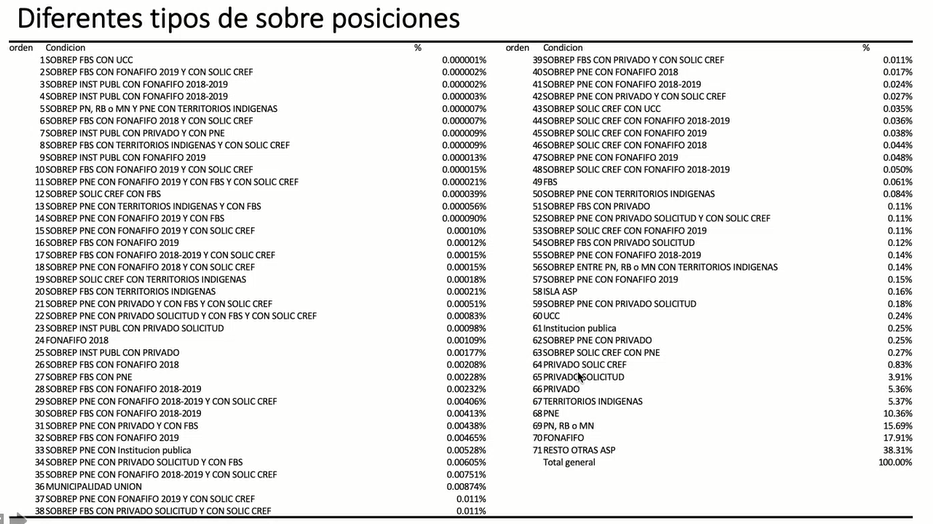 Diferentes tipos de sobre posiciones
orden Condicion %
1 SOBREP FBS CON UCC 0.000001%
2 SOBREP FBS CON FONAFIFO 2019 Y CON SOLIC CREF 0.000002%
3 SOBREP INST PUBL CON FONAFIFO 2018-2019 0.000002%
4 SOBREP INST PUBL CON FONAFIFO 2018-2019 0.000003%
5 SOBREP PN, RB o MN Y PNE CON TERRITORIOS INDIGENAS 0.000007%
6 SOBREP FBS CON FONAFIFO 2018 Y CON SOLIC CREF 0.000007%
7 SOBREP INST PUBL CON PRIVADO Y CON PNE 0.000009%
8 SOBREP FBS CON TERRITORIOS INDIGENAS Y CON SOLIC CREF 0.000009%
9 SOBREP INST PUBL CON FONAFIFO 2019 0.000013%
10 SOBREP FBS CON FONAFIFO 2019 Y CON SOLIC CREF 0.000015%
11 SOBREP PNE CON FONAFIFO 2019 Y CON FBS Y CON SOLIC CREF 0.000021%
12 SOBREP SOLIC CREF CON FBS 0.000039%
13 SOBREP PNE CON TERRITORIOS INDIGENAS Y CON FBS 0.000056%
14 SOBREP PNE CON FONAFIFO 2019 Y CON FBS 0.000090%
15 SOBREP PNE CON FONAFIFO 2019 Y CON SOLIC CREF 0.00010%
16 SOBREP FBS CON FONAFIFO 2019 0.00012%
17 SOBREP FBS CON FONAFIFO 2018-2019 Y CON SOLIC CREF 0.00015%
18 SOBREP PNE CON FONAFIFO 2018 Y CON SOLIC CREF 0.00015%
19 SOBREP SOLIC CREF CON TERRITORIOS INDIGENAS 0.00018%
20 SOBREP FBS CON TERRITORIOS INDIGENAS 0.00021%
21 SOBREP PNE CON PRIVADO Y CON FBS Y CON SOLIC CREF 0.00051%
22 SOBREP PNE CON PRIVADO SOLICITUD Y CON FBS Y CON SOLIC CREF 0.00083%
23 SOBREP INST PUBL CON PRIVADO SOLICITUD 0.00098%
24 FONAFIFO 2018 0.00109%
25 SOBREP INST PUBL CON PRIVADO 0.00177%
26 SOBREP FBS CON FONAFIFO 2018 0.00208%
27 SOBREP FBS CON PNE 0.00228%
28 SOBREP FBS CON FONAFIFO 2018-2019 0.00232%
29 SOBREP PNE CON FONAFIFO 2018-2019 Y CON SOLIC CREF 0.00406%
30 SOBREP FBS CON FONAFIFO 2018-2019 0.00413%
31 SOBREP PNE CON PRIVADO Y CON FBS 0.00438%
32 SOBREP FBS CON FONAFIFO 2019 0.00465%
33 SOBREP PNE CON Institucion publica 0.00528%
34 SOBREP PNE CON PRIVADO SOLICITUD Y CON FBS 0.00605%
35 SOBREP PNE CON FONAFIFO 2018-2019 Y CON SOLIC CREF 0.00751%
36 MUNICIPALIDAD UNION 0.00874%
37 SOBREP PNE CON FONAFIFO 2019 Y CON SOLIC CREF 0.011%
38 SOBREP FBS CON PRIVADO SOLICITUD Y CON SOLIC CREF 0.011%
orden Condicion %
39 SOBREP FBS CON PRIVADO Y CON SOLIC CREF 0.011%
40 SOBREP PNE CON FONAFIFO 2018 0.017%
41 SOBREP PNE CON FONAFIFO 2018-2019 0.024%
42 SOBREP PNE CON PRIVADO Y CON SOLIC CREF 0.027%
43 SOBREP SOLIC CREF CON UCC 0.035%
44 SOBREP SOLIC CREF CON FONAFIFO 2018-2019 0.036%
45 SOBREP SOLIC CREF CON FONAFIFO 2019 0.038%
46 SOBREP SOLIC CREF CON FONAFIFO 2018 0.044%
47 SOBREP PNE CON FONAFIFO 2019 0.048%
48 SOBREP SOLIC CREF CON FONAFIFO 2018-2019 0.050%
49 FBS 0.061%
50 SOBREP PNE CON TERRITORIOS INDIGENAS 0.084%
51 SOBREP FBS CON PRIVADO 0.11%
52 SOBREP PNE CON PRIVADO SOLICITUD Y CON SOLIC CREF 0.11%
53 SOBREP SOLIC CREF CON FONAFIFO 2019 0.11%
54 SOBREP FBS CON PRIVADO SOLICITUD 0.12%
55 SOBREP PNE CON FONAFIFO 2018-2019 0.14%
56 SOBREP ENTRE PN, RB o MN CON TERRITORIOS INDIGENAS 0.14%
57 SOBREP PNE CON FONAFIFO 2019 0.15%
58 ISLA ASP 0.16%
59 SOBREP PNE CON PRIVADO SOLICITUD 0.18%
60 UCC 0.24%
61 Institucion publica 0.25%
62 SOBREP PNE CON PRIVADO 0.25%
63 SOBREP SOLIC CREF CON PNE 0.27%
64 PRIVADO SOLIC CREF 0.83%
65 PRIVADO SOLICITUD 3.91%
66 PRIVADO 5.36%
67 TERRITORIOS INDIGENAS 5.37%
68 PNE 10.36%
69 PN, RB o MN 15.69%
70 FONAFIFO 17.91%
71 RESTO OTRAS ASP 38.31%
Total general 100.00%